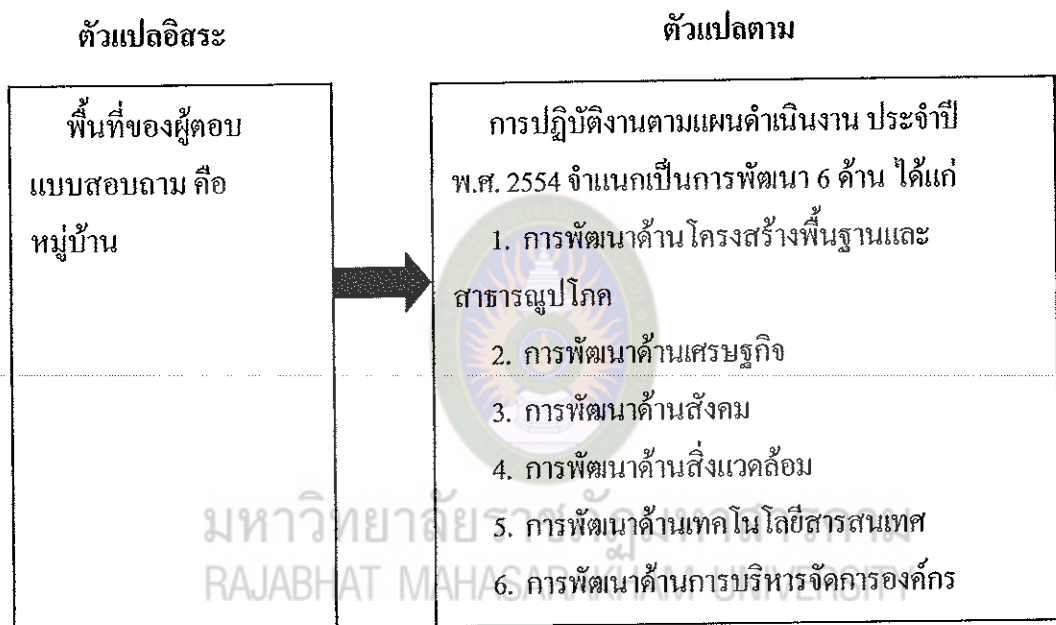 ตัวแปลอิสระ
ตัวแปลตาม
พื้นที่ของผู้ตอบ
แบบสอบถาม คือ
หมู่บ้าน
การปฏิบัติงานตามแผนดำเนินงาน ประจำปี
พ.ศ. 2554 จำแนกเป็นการพัฒนา 6 ด้าน ได้แก่
1. การพัฒนาด้านโครงสร้างพื้นฐานและ
สาธารณูปโภค
2. การพัฒนาด้านเศรษฐกิจ
3. การพัฒนาด้านสังคม
4. การพัฒนาด้านสิ่งแวดล้อม
5. การพัฒนาด้านเทคโนโลยีสารสนเทศ
6. การพัฒนาด้านการบริหารจัดการองค์กร
มหาวิทยาลัยราชภัฏมหาสารคาม
RAJABHAT MAHASARAKHAM UNIVERSITY